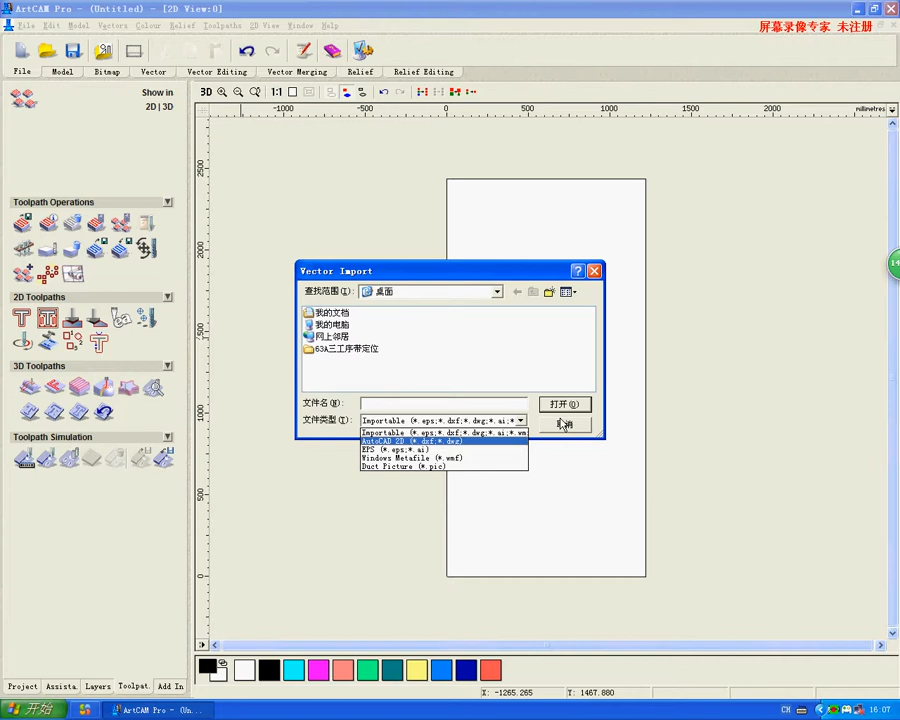 ArtCAM Pro - (Untitled) - [2D View:0]
File Edit Model Vectors Colour Relief Toolpaths 2D View Window Help
屏幕录像专家 未注册
File Model Bitmap Vector Vector Editing Vector Merging Relief Relief Editing
Show in
2D | 3D
3D 1:1
-1000 -500 0 500 1000 1500 2000 millimetres
2500
2000
1500
1000
500
0
Toolpath Operations
2D Toolpaths
3D Toolpaths
Toolpath Simulation
14
Vector Import
查找范围(I): 桌面
我的文档
我的电脑
网上邻居
63A三工序带定位
文件名(N): 打开(O)
文件类型(T): Importable (*.eps;*.dxf;*.dwg;*.ai;* 取消
Importable (*.eps;*.dxf;*.dwg;*.ai;*.wm
AutoCAD 2D (*.dxf;*.dwg)
EPS (*.eps;*.ai)
Windows Metafile (*.wmf)
Duct Picture (*.pic)
Project Assista. Layers Toolpat. Add In
X: -1265.265 Y: 1467.880
开始 ArtCAM Pro - (Un... CH 16:07